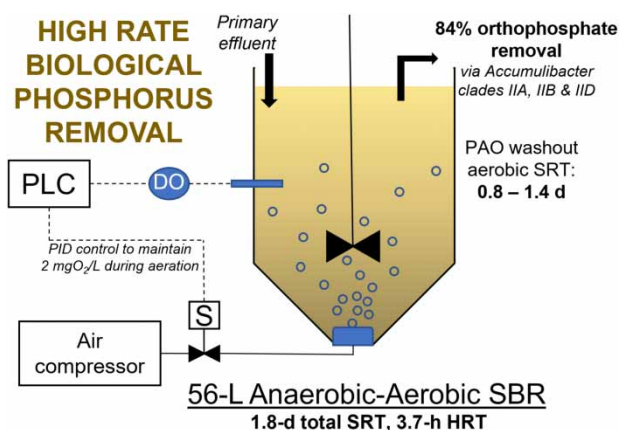 HIGH RATE
BIOLOGICAL
PHOSPHORUS
REMOVAL
Primary
effluent
84% orthophosphate
removal
via Accumulibacter
clades IIA, IIB & IID
PAO washout
aerobic SRT:
0.8 – 1.4 d
PLC
DO
PID control to maintain
2 mgO₂/L during aeration
S
Air
compressor
56-L Anaerobic-Aerobic SBR
1.8-d total SRT, 3.7-h HRT